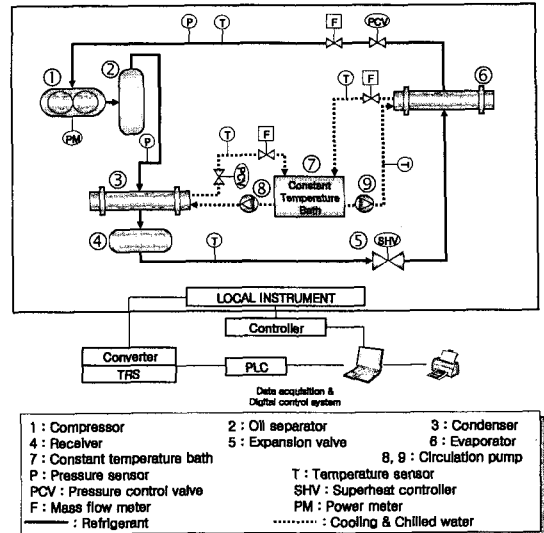 P T F PCV
1 2 6
T F
PM P T F 7
3 PCV 8 Constant Temperature Bath 9 T
4 T 5 SHV
LOCAL INSTRUMENT
Controller
Converter
TRS
PLC
Data acquisition &
Digital control system
1 : Compressor 2 : Oil separator 3 : Condenser
4 : Receiver 5 : Expansion valve 6 : Evaporator
7 : Constant temperature bath 8, 9 : Circulation pump
P : Pressure sensor T : Temperature sensor
PCV : Pressure control valve SHV : Superheat controller
F : Mass flow meter PM : Power meter
: Refrigerant : Cooling & Chilled water